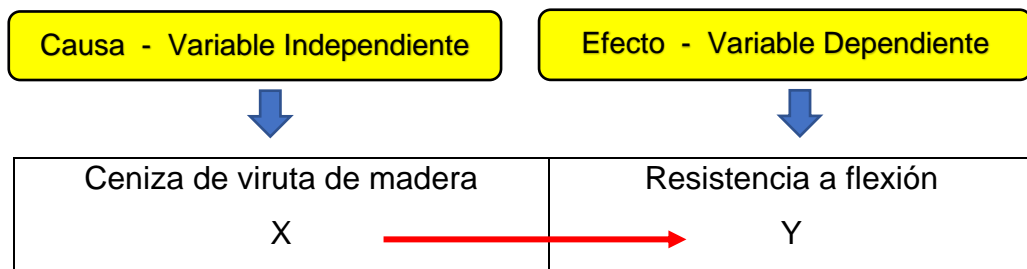 Causa - Variable Independiente
Efecto - Variable Dependiente
Ceniza de viruta de madera
X
Resistencia a flexión
Y